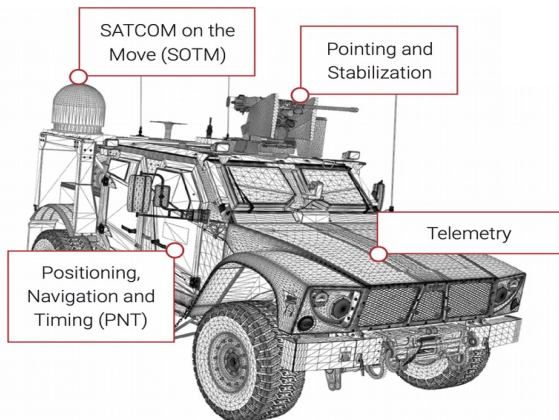 SATCOM on the
Move (SOTM)
Pointing and
Stabilization
Telemetry
Positioning,
Navigation and
Timing (PNT)